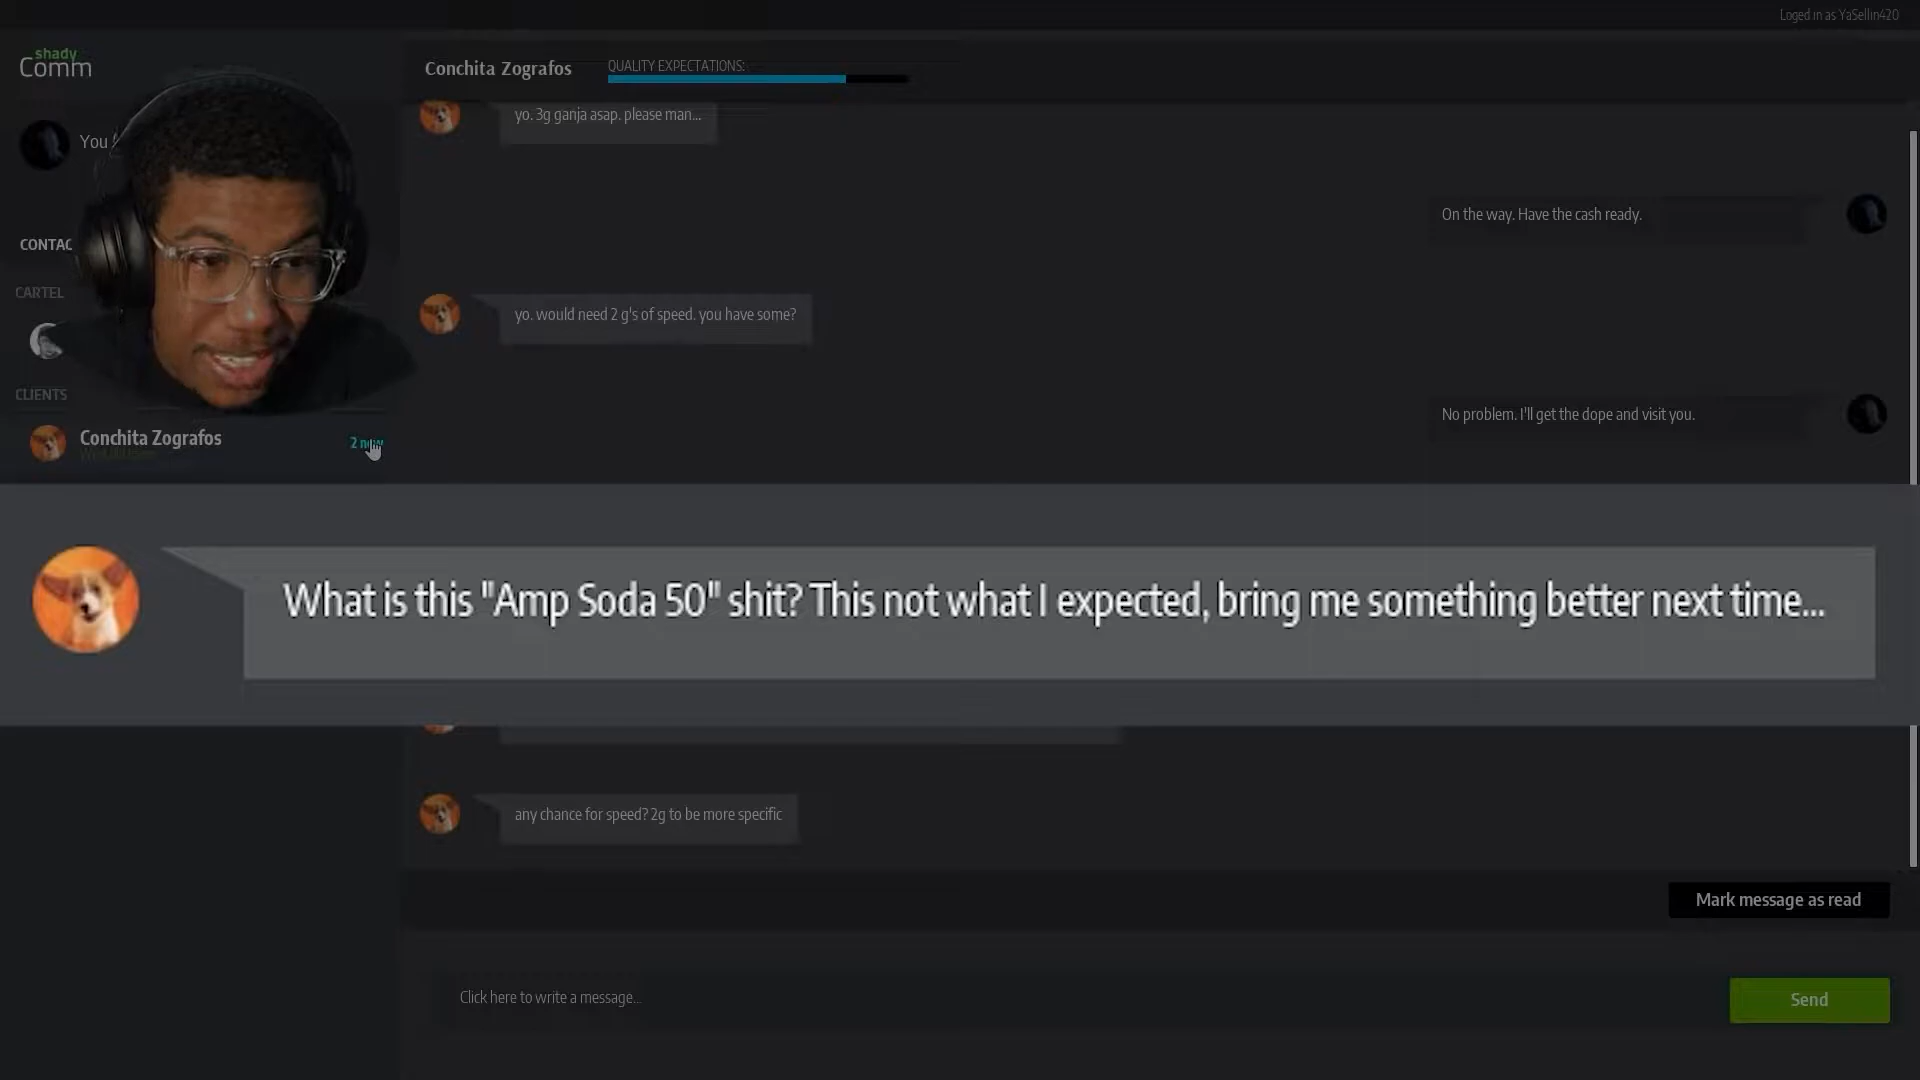 Loged in as YaSellin420
shady
Comm
Conchita Zografos
QUALITY EXPECTATIONS:
yo. 3g ganja asap. please man...
You
On the way. Have the cash ready.
CONTAC
CARTEL
yo. would need 2 g's of speed. you have some?
CLIENTS
No problem. I'll get the dope and visit you.
Conchita Zografos
2 new
What is this "Amp Soda 50" shit? This not what I expected, bring me something better next time...
any chance for speed? 2g to be more specific
Mark message as read
Click here to write a message...
Send